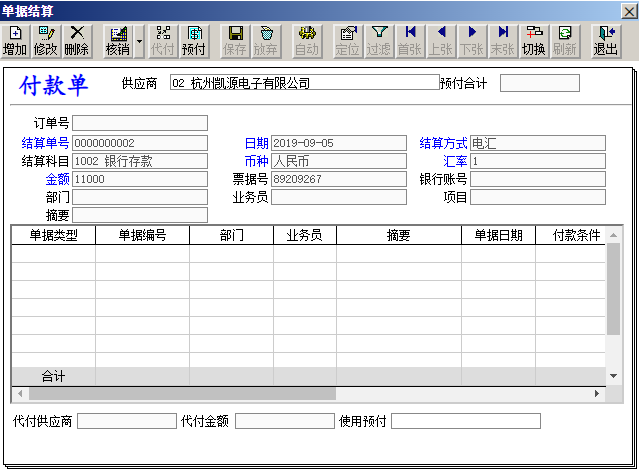 单据结算
增加 修改 删除 核销 代付 预付 保存 放弃 自动 定位 过滤 首张 上张 下张 末张 切换 刷新 退出
付款单 供应商 02 杭州凯源电子有限公司 预付合计
订单号
结算单号 0000000002 日期 2019-09-05 结算方式 电汇
结算科目 1002 银行存款 币种 人民币 汇率 1
金额 11000 票据号 89209267 银行账号
部门 业务员 项目
摘要
单据类型 单据编号 部门 业务员 摘要 单据日期 付款条件
合计
代付供应商 代付金额 使用预付